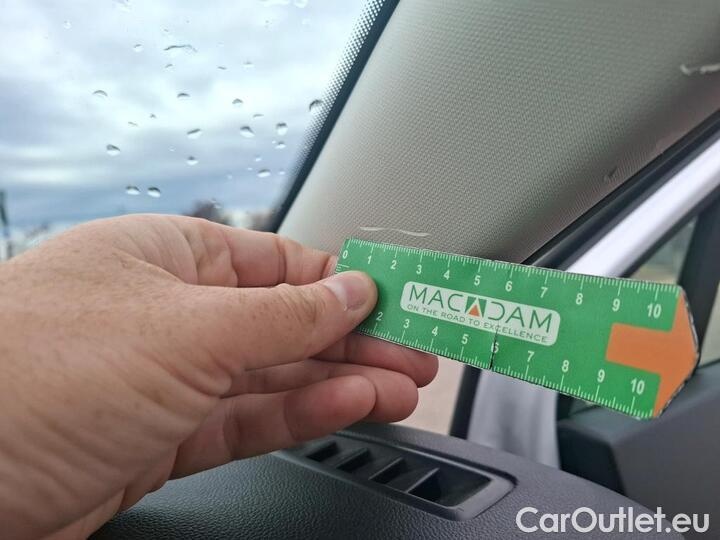 0 1 2 3 4 5 6 7 8 9 10
MACADAM
ON THE ROAD TO EXCELLENCE
2 3 4 5 6 7 8 9 10
CarOutlet.eu